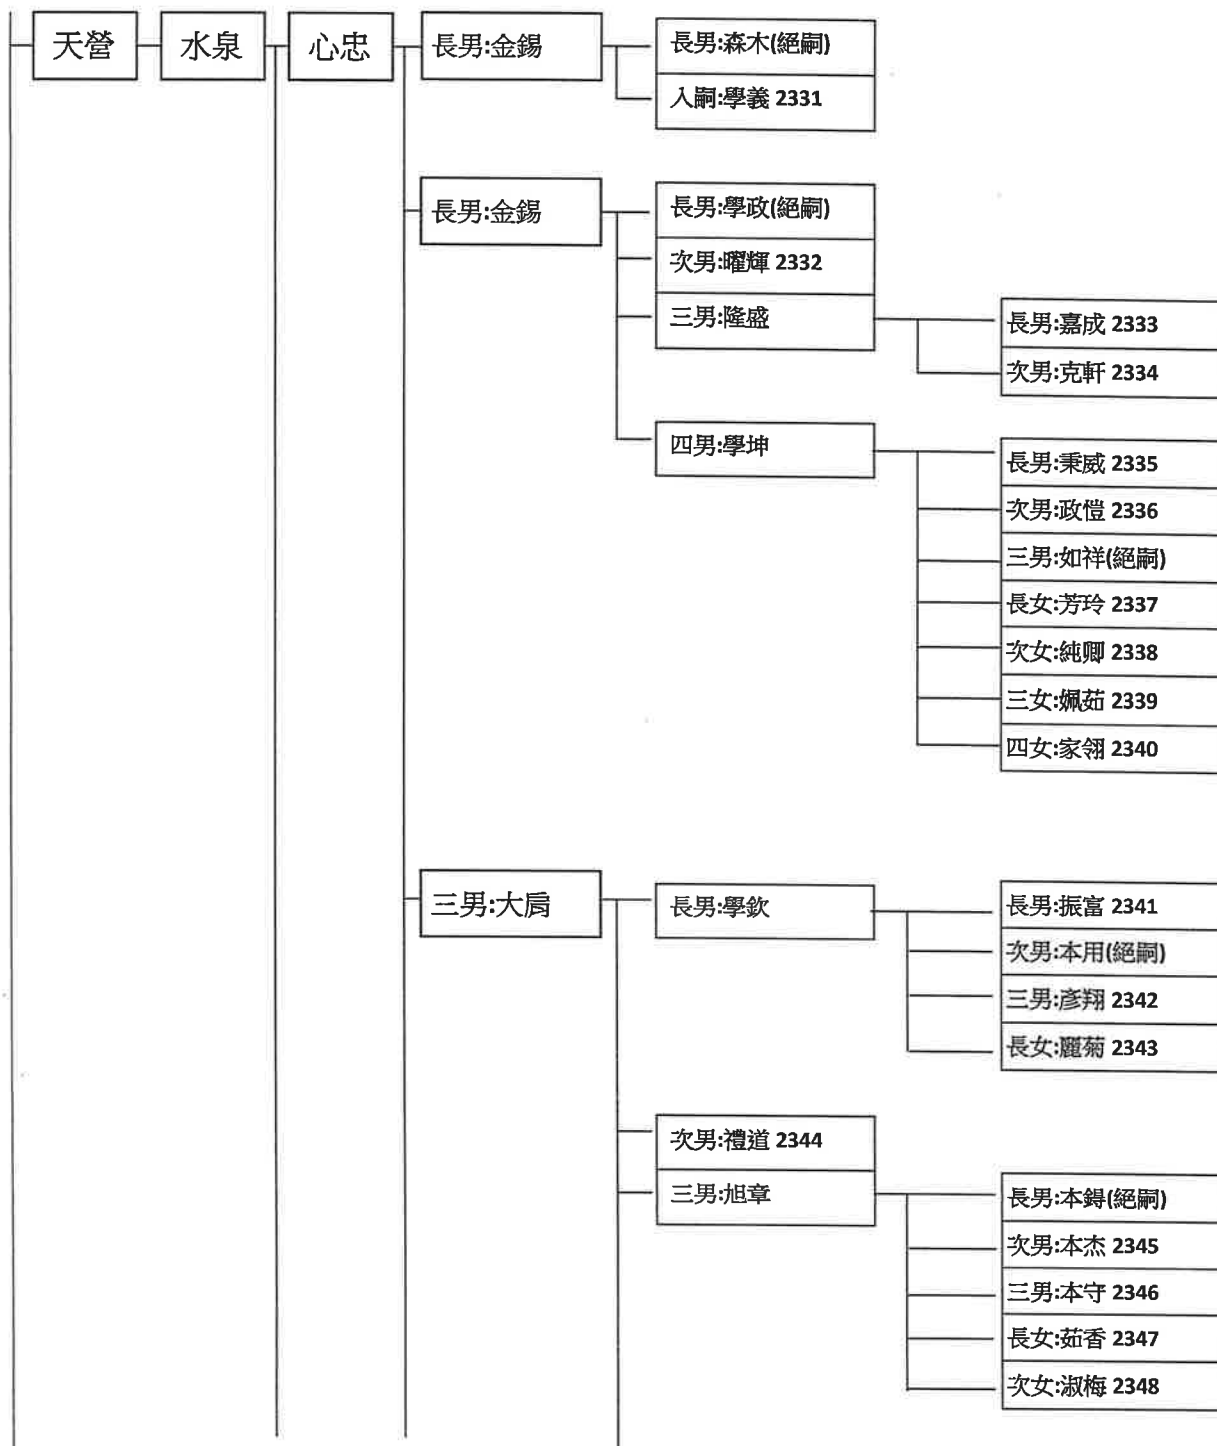 天營 水泉 心忠 長男:金錫
長男:森木(絕嗣)
入嗣:學義 2331
長男:金錫
長男:學政(絕嗣)
次男:曜輝 2332
三男:隆盛
長男:嘉成 2333
次男:克軒 2334
四男:學坤
長男:秉威 2335
次男:政愷 2336
三男:如祥(絕嗣)
長女:芳玲 2337
次女:純卿 2338
三女:姵茹 2339
四女:家翎 2340
三男:大扃
長男:學欽
長男:振富 2341
次男:本用(絕嗣)
三男:彥翔 2342
長女:麗菊 2343
次男:禮道 2344
三男:旭章
長男:本鍀(絕嗣)
次男:本杰 2345
三男:本守 2346
長女:茹香 2347
次女:淑梅 2348